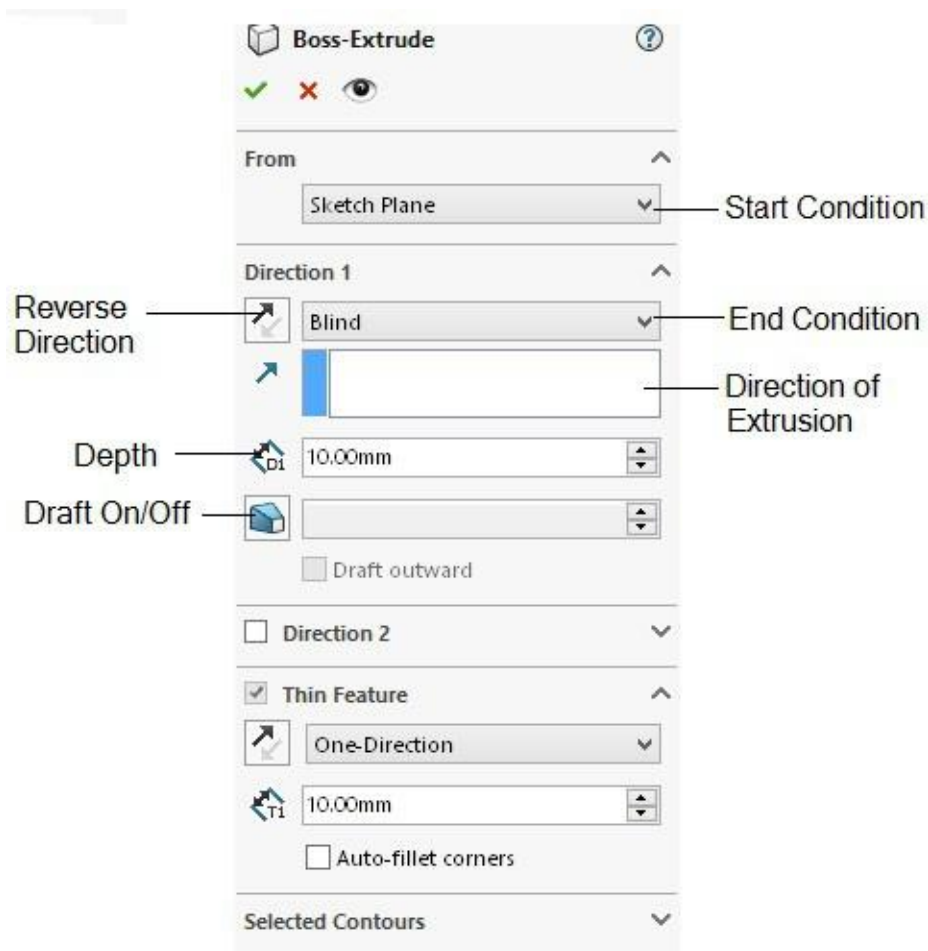 Boss-Extrude
From
Sketch Plane
Start Condition
Direction 1
Reverse
Direction
Blind
End Condition
Direction of
Extrusion
Depth
D1
10.00mm
Draft On/Off
Draft outward
Direction 2
Thin Feature
One-Direction
T1
10.00mm
Auto-fillet corners
Selected Contours